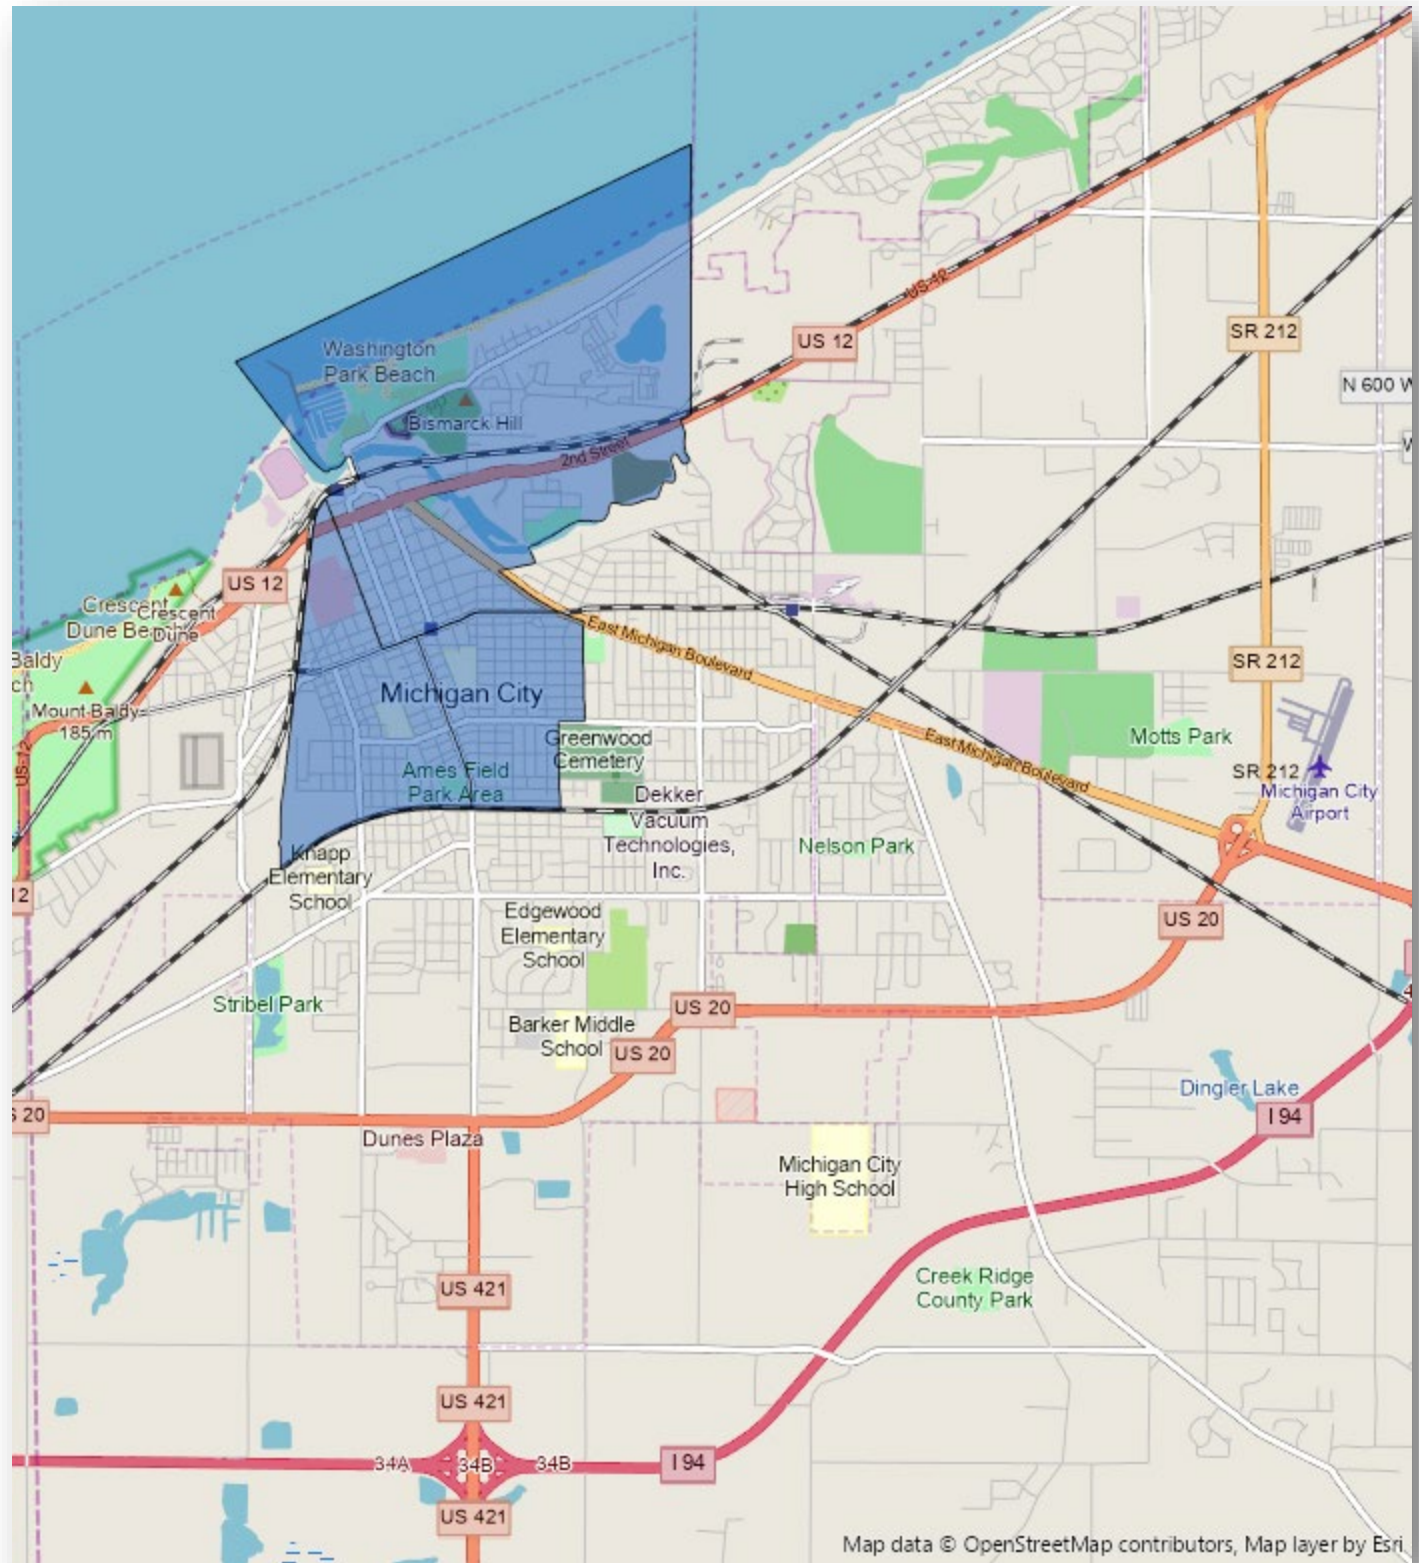 US 12
US 12
SR 212
N 600 W
Washington
Park Beach
Bismarck Hill
2nd Street
US 12
Crescent
Dune Be
Crescent
Dune
Baldy
ch
Mount Baldy
185 m
US 12
East Michigan Boulevard
SR 212
Michigan City
Greenwood
Cemetery
East Michigan Boulevard
Motts Park
SR 212
Michigan City
Airport
Ames Field
Park Area
Dekker
Vacuum
Technologies,
Inc.
Nelson Park
Knapp
Elementary
School
12
Edgewood
Elementary
School
US 20
Stribel Park
US 20
Barker Middle
School
US 20
4
Dingler Lake
I 94
S 20
Dunes Plaza
Michigan City
High School
US 421
Creek Ridge
County Park
US 421
34A
34B
34B
I 94
US 421
Map data © OpenStreetMap contributors, Map layer by Esri